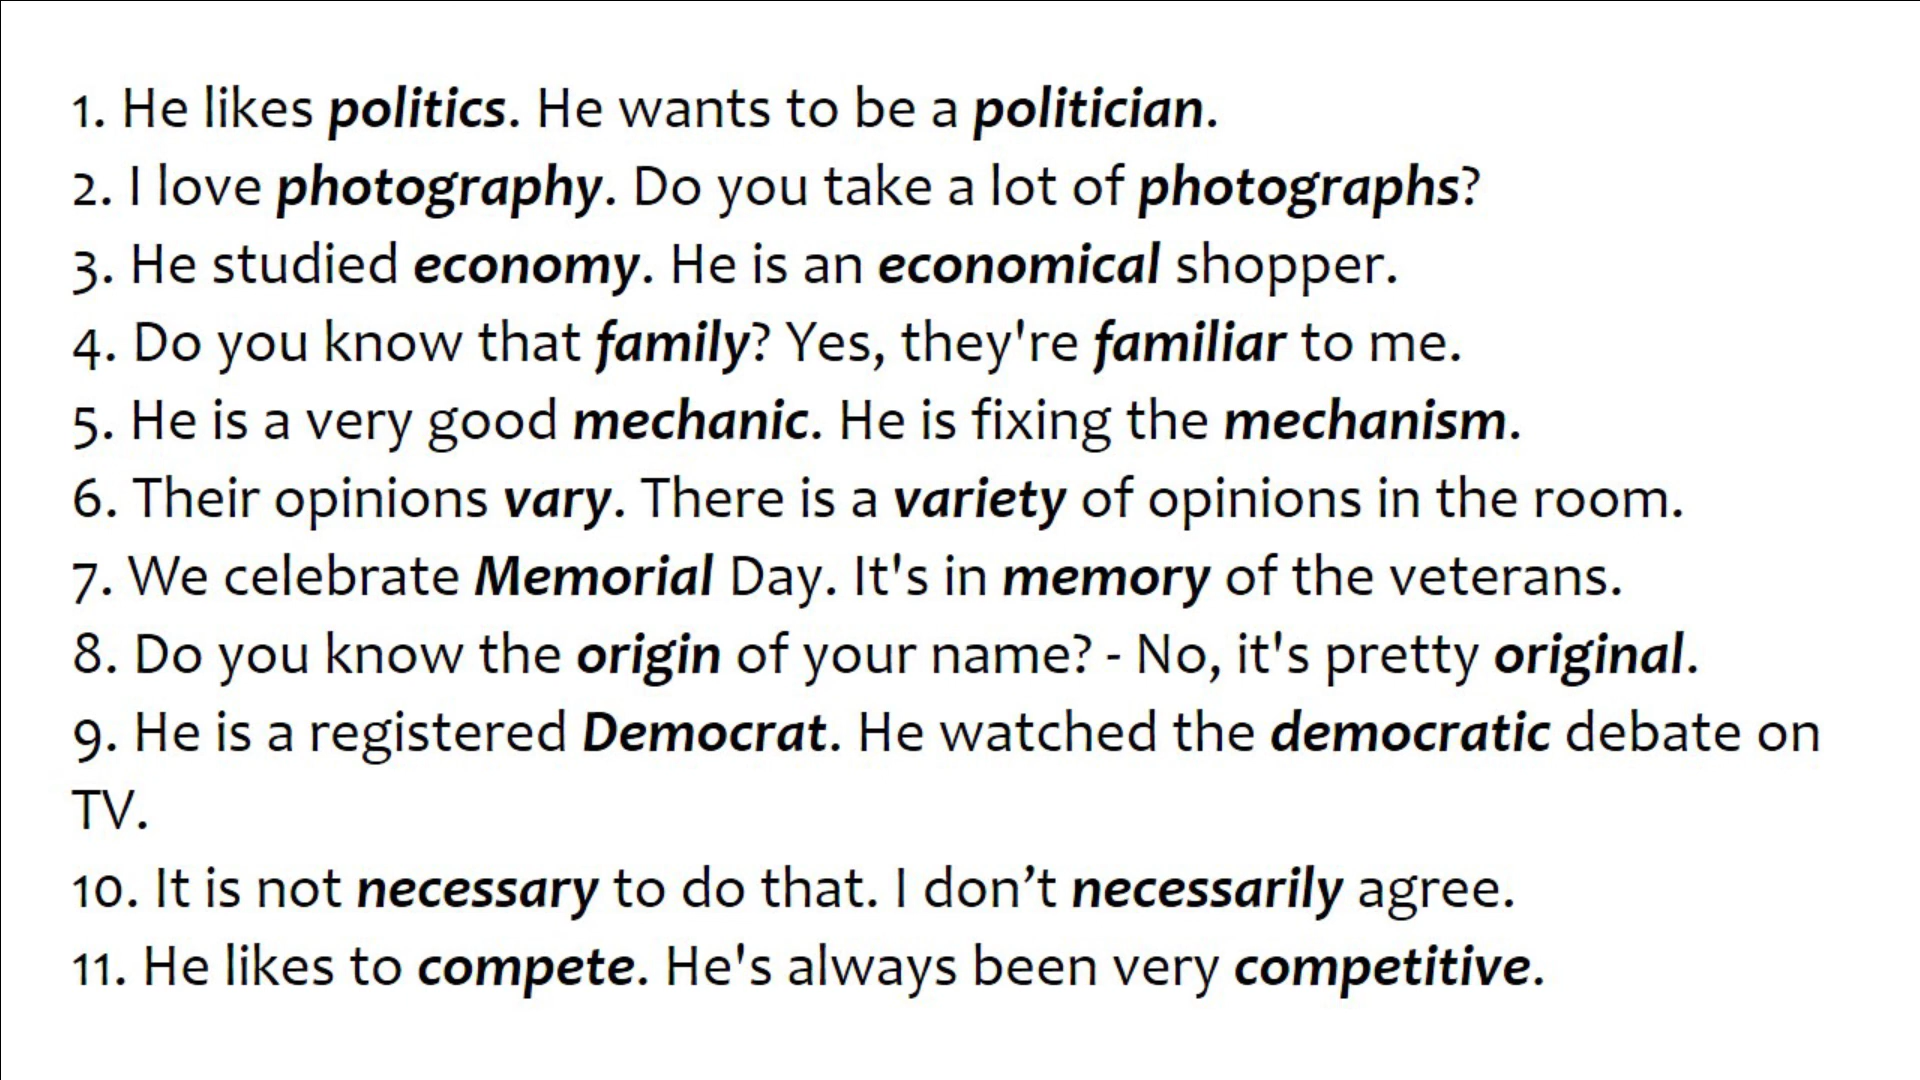 1. He likes politics. He wants to be a politician.
2. I love photography. Do you take a lot of photographs?
3. He studied economy. He is an economical shopper.
4. Do you know that family? Yes, they're familiar to me.
5. He is a very good mechanic. He is fixing the mechanism.
6. Their opinions vary. There is a variety of opinions in the room.
7. We celebrate Memorial Day. It's in memory of the veterans.
8. Do you know the origin of your name? - No, it's pretty original.
9. He is a registered Democrat. He watched the democratic debate on
TV.
10. It is not necessary to do that. I don’t necessarily agree.
11. He likes to compete. He's always been very competitive.